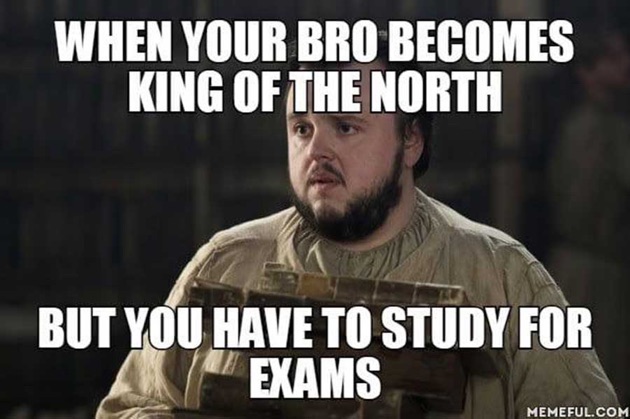 WHEN YOUR BRO BECOMES
KING OF THE NORTH
BUT YOU HAVE TO STUDY FOR
EXAMS
MEMEFUL.COM